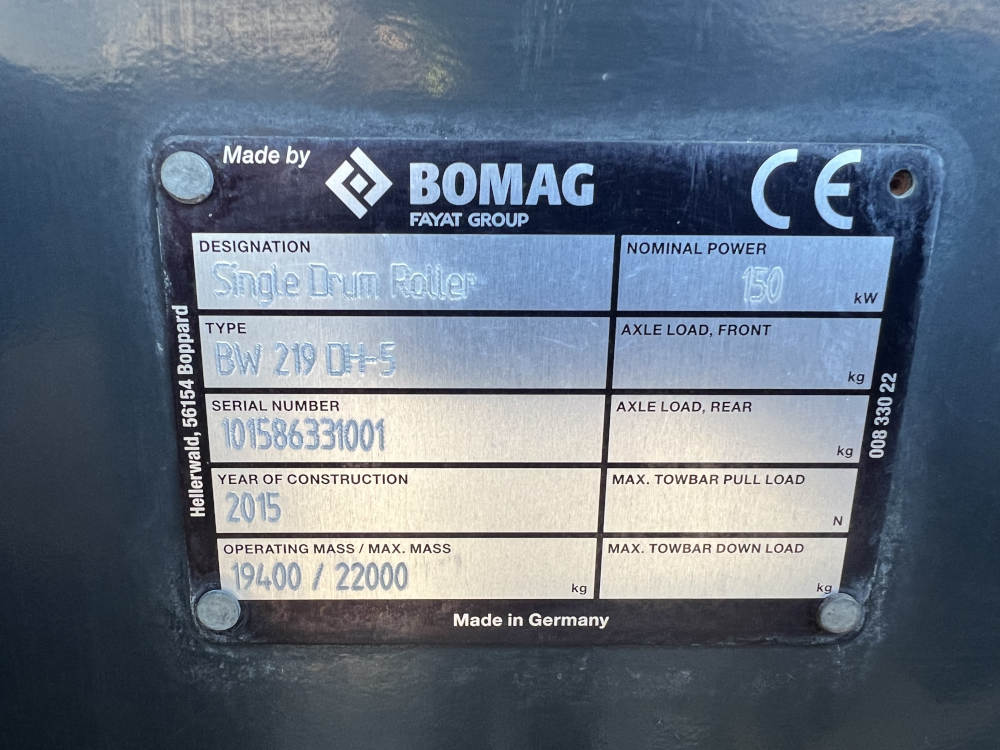 Made by
BOMAG
FAYAT GROUP
CE
DESIGNATION
Single Drum Roller
NOMINAL POWER
150 kW
TYPE
BW 219 DH-5
AXLE LOAD, FRONT
kg
SERIAL NUMBER
101586331001
AXLE LOAD, REAR
kg
YEAR OF CONSTRUCTION
2015
MAX. TOWBAR PULL LOAD
N
OPERATING MASS / MAX. MASS
19400 / 22000 kg
MAX. TOWBAR DOWN LOAD
kg
Hellerwald, 56154 Boppard
008 330 22
Made in Germany